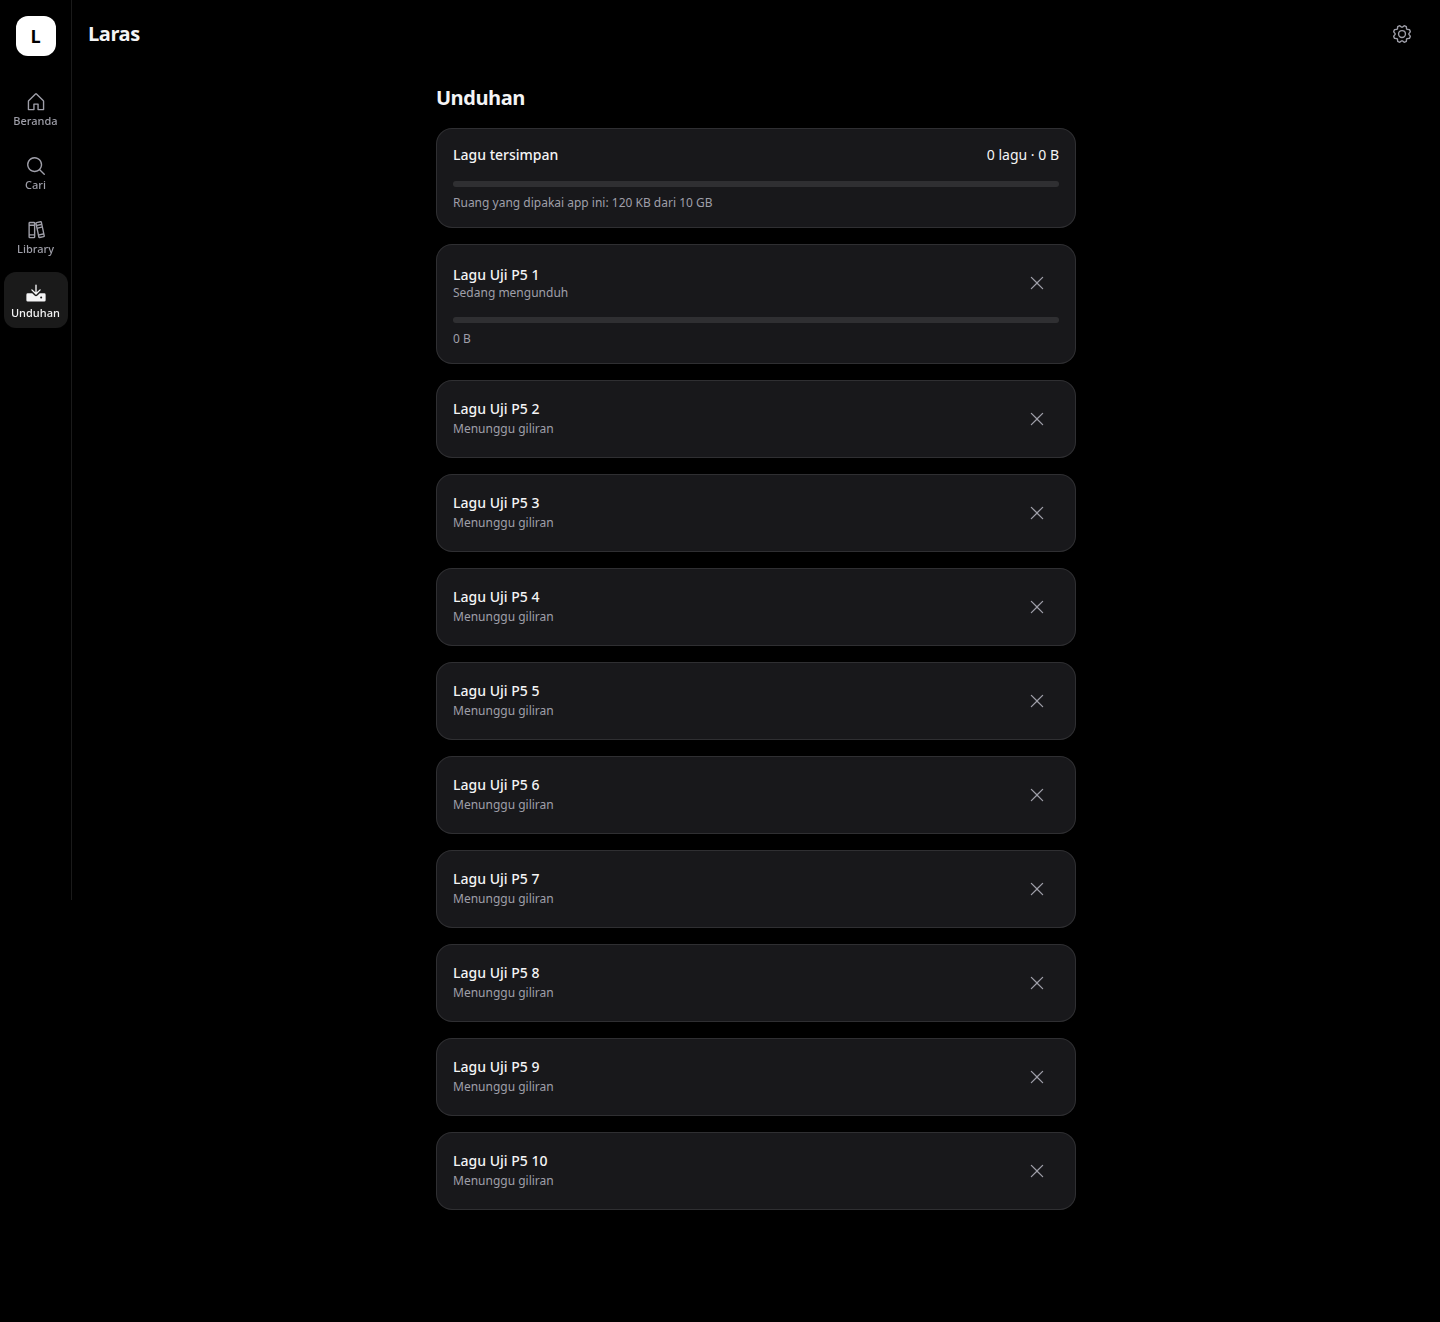 L
Laras
Beranda
Cari
Library
Unduhan
Unduhan
Lagu tersimpan
0 lagu · 0 B
Ruang yang dipakai app ini: 120 KB dari 10 GB
Lagu Uji P5 1
Sedang mengunduh
0 B
Lagu Uji P5 2
Menunggu giliran
Lagu Uji P5 3
Menunggu giliran
Lagu Uji P5 4
Menunggu giliran
Lagu Uji P5 5
Menunggu giliran
Lagu Uji P5 6
Menunggu giliran
Lagu Uji P5 7
Menunggu giliran
Lagu Uji P5 8
Menunggu giliran
Lagu Uji P5 9
Menunggu giliran
Lagu Uji P5 10
Menunggu giliran